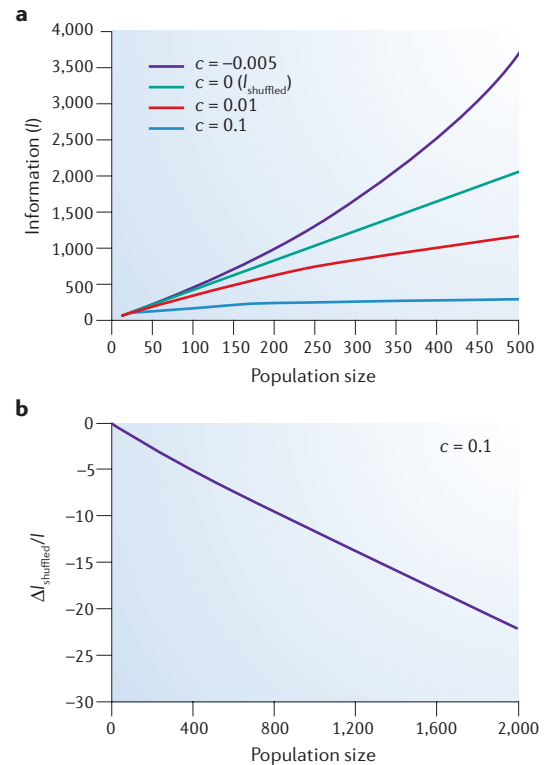 a
4,000
3,500
3,000
2,500
2,000
1,500
1,000
500
0
Information (I)
c = –0.005
c = 0 (I_shuffled)
c = 0.01
c = 0.1
0 50 100 150 200 250 300 350 400 450 500
Population size
b
0
–5
–10
–15
–20
–25
–30
ΔI_shuffled/I
c = 0.1
0 400 800 1,200 1,600 2,000
Population size